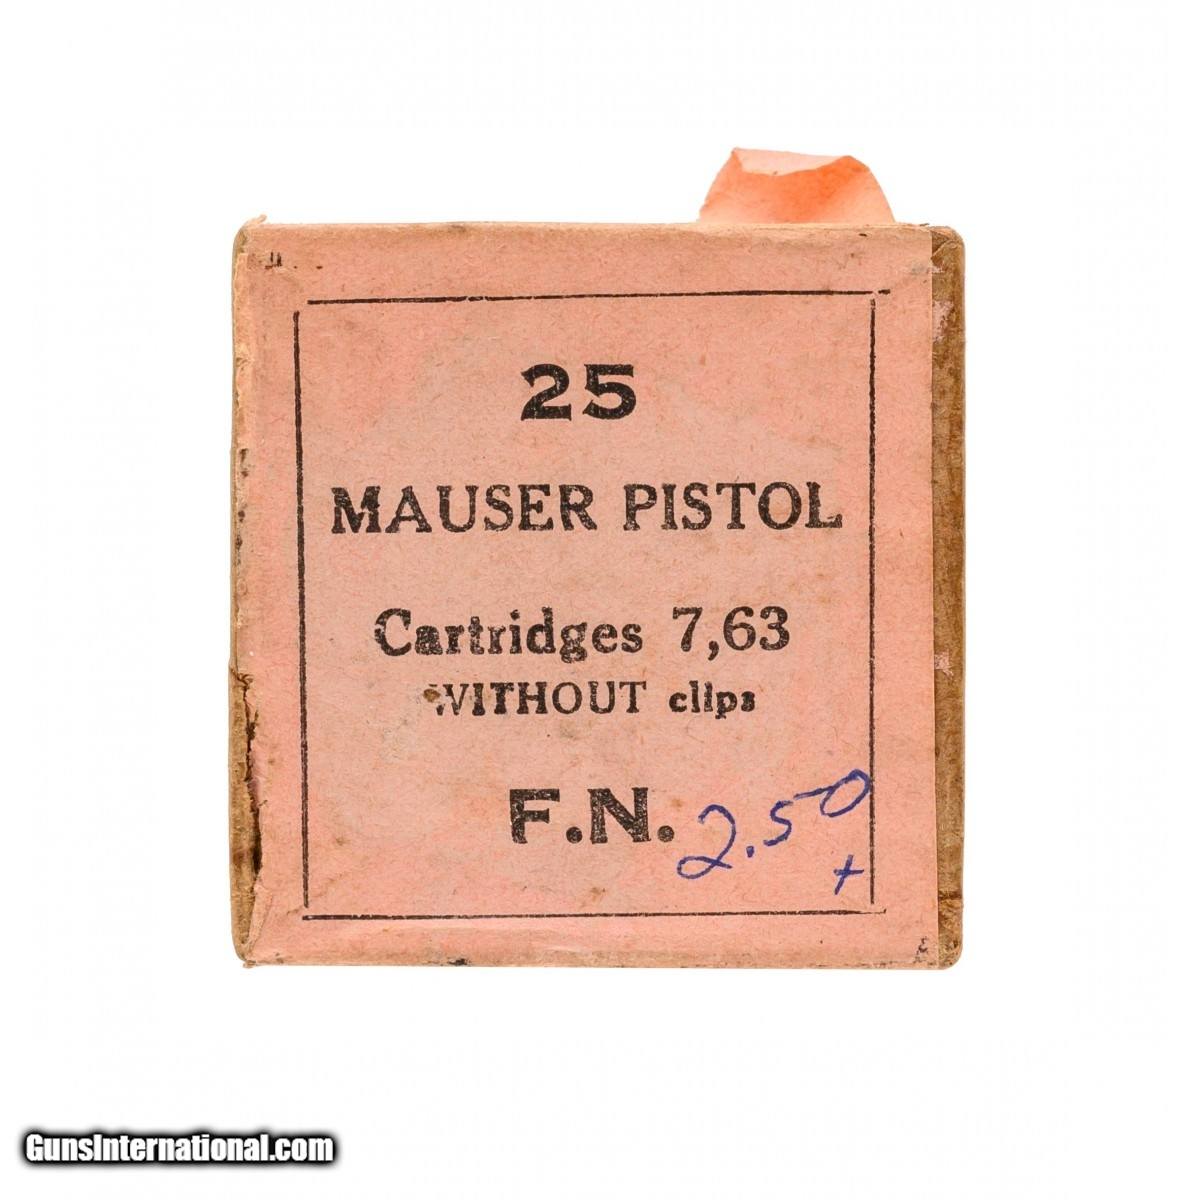 25
MAUSER PISTOL
Cartridges 7,63
WITHOUT clips
F.N.
2.50
+
GunsInternational.com